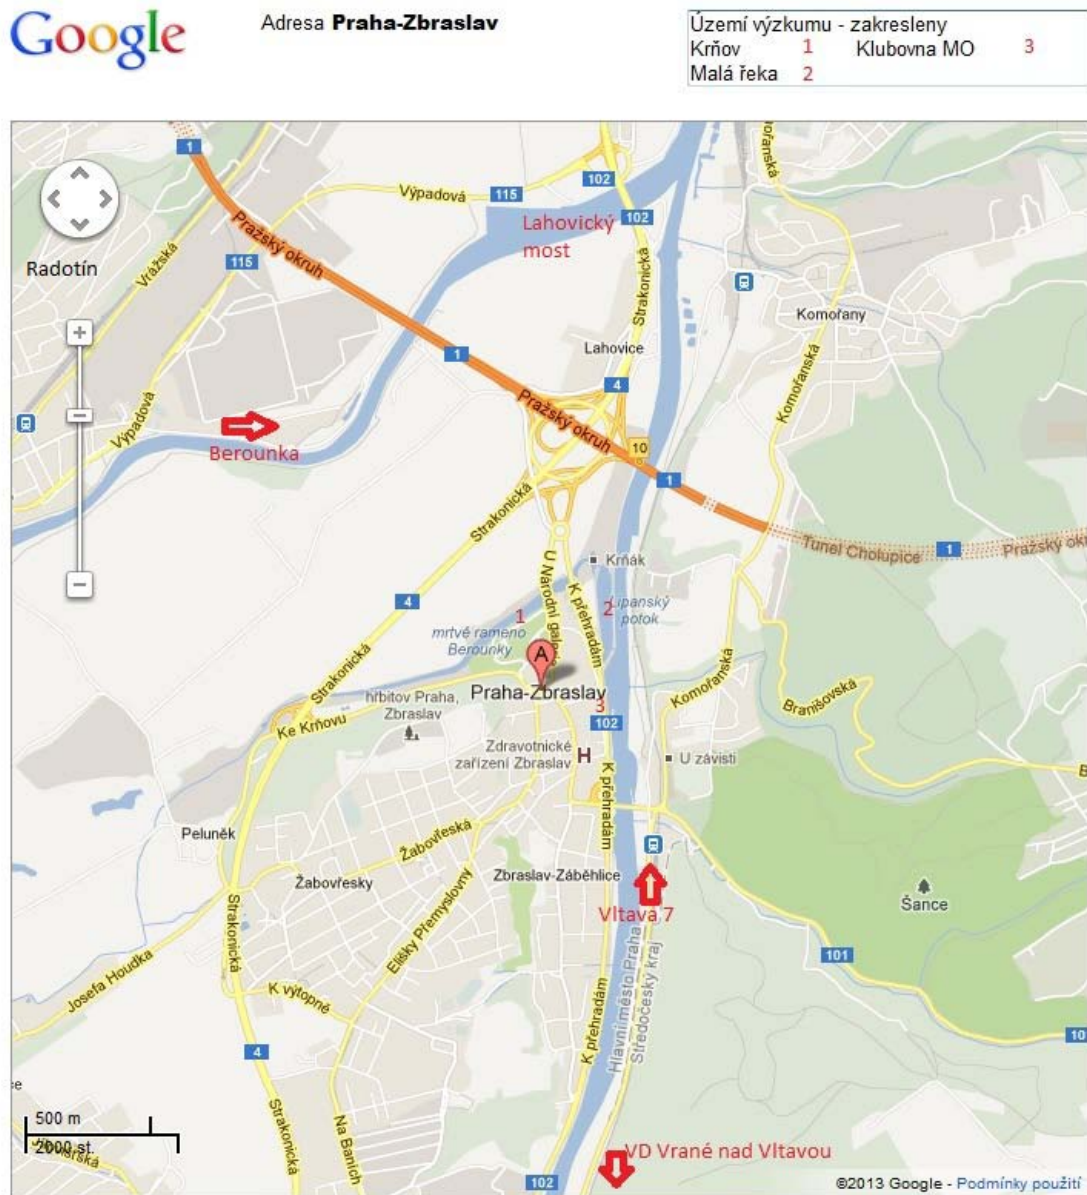 Google
Adresa Praha-Zbraslav
Území výzkumu - zakresleny
Krňov 1 Klubovna MO 3
Malá řeka 2
1
102
Výpadová
115
Komořanská
102
Lahovický
most
Pražský okruh
Vrážská
Radotín
115
Strakonická
Komořany
Lahovice
1
4
Pražský okruh
Komořanská
Výpadová
Berounka
10
1
Strakonická
Tunel Cholupice
1
Krňák
U Národní galerie
K přehradám
4
1
2
Lipanský
potok
mrtvé rameno
Berounky
A
Strakonická
Komořanská
Praha-Zbraslav
hřbitov Praha,
Zbraslav
3
Ke Krňovu
102
Branišovská
Zdravotnické
zařízení Zbraslav
H
U závisti
K přehradám
Peluněk
Žabovřeská
Žabovřesky
Zbraslav-Záběhlice
Šance
Vltava 7
Strakonická
Elišky Přemyslovny
101
Josefa Houdka
K výtopně
Hlavní město Praha
Středočeský kraj
K přehradám
4
10
500 m
2000 st.
Strakonická
Na Baních
VD Vrané nad Vltavou
102
©2013 Google - Podmínky použití